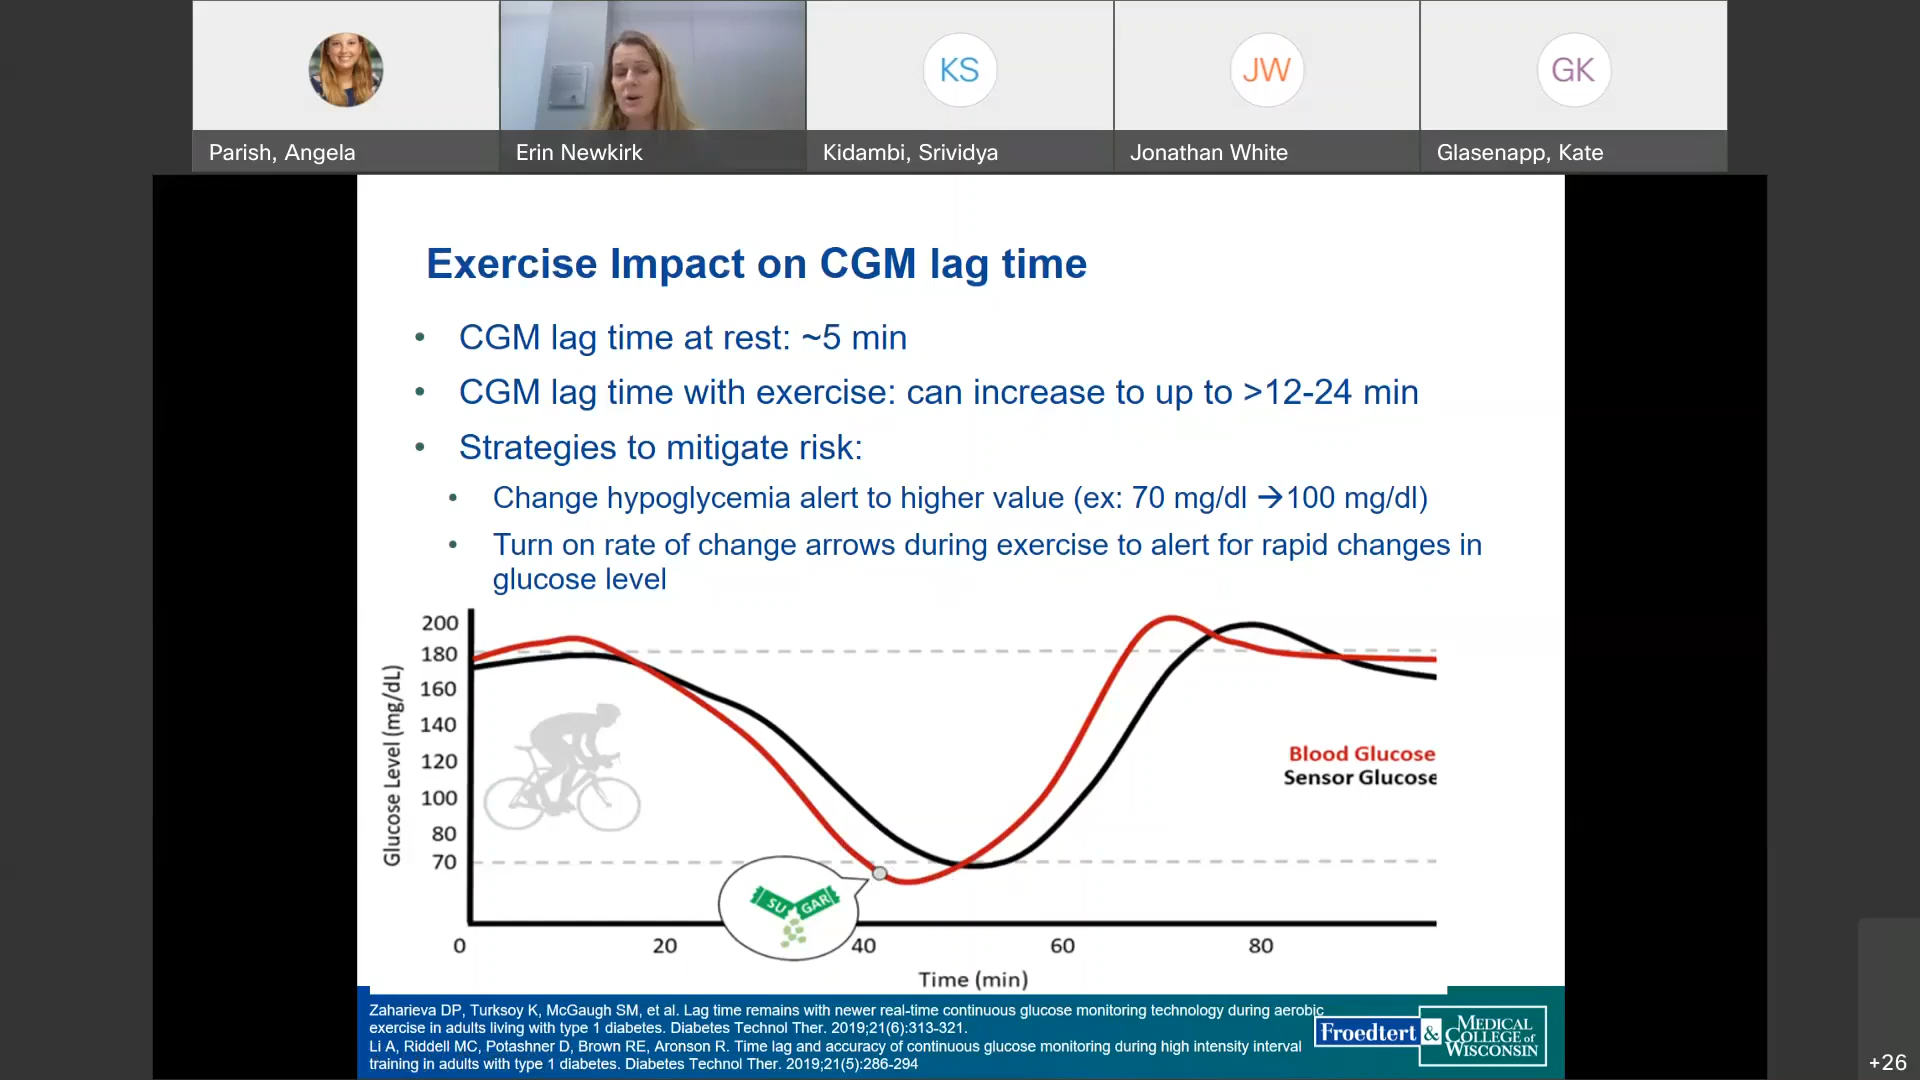 KS
JW
GK
Parish, Angela
Erin Newkirk
Kidambi, Srividya
Jonathan White
Glasenapp, Kate
Exercise Impact on CGM lag time
• CGM lag time at rest: ~5 min
• CGM lag time with exercise: can increase to up to >12-24 min
• Strategies to mitigate risk:
• Change hypoglycemia alert to higher value (ex: 70 mg/dl →100 mg/dl)
• Turn on rate of change arrows during exercise to alert for rapid changes in
glucose level
Glucose Level (mg/dL)
200
180
160
140
120
100
80
70
Blood Glucose
Sensor Glucose
SU GAR
0 20 40 60 80
Time (min)
Zaharieva DP, Turksoy K, McGaugh SM, et al. Lag time remains with newer real-time continuous glucose monitoring technology during aerobic
exercise in adults living with type 1 diabetes. Diabetes Technol Ther. 2019;21(6):313-321.
Li A, Riddell MC, Potashner D, Brown RE, Aronson R. Time lag and accuracy of continuous glucose monitoring during high intensity interval
training in adults with type 1 diabetes. Diabetes Technol Ther. 2019;21(5):286-294
Froedtert &
MEDICAL
COLLEGE of
WISCONSIN
+26